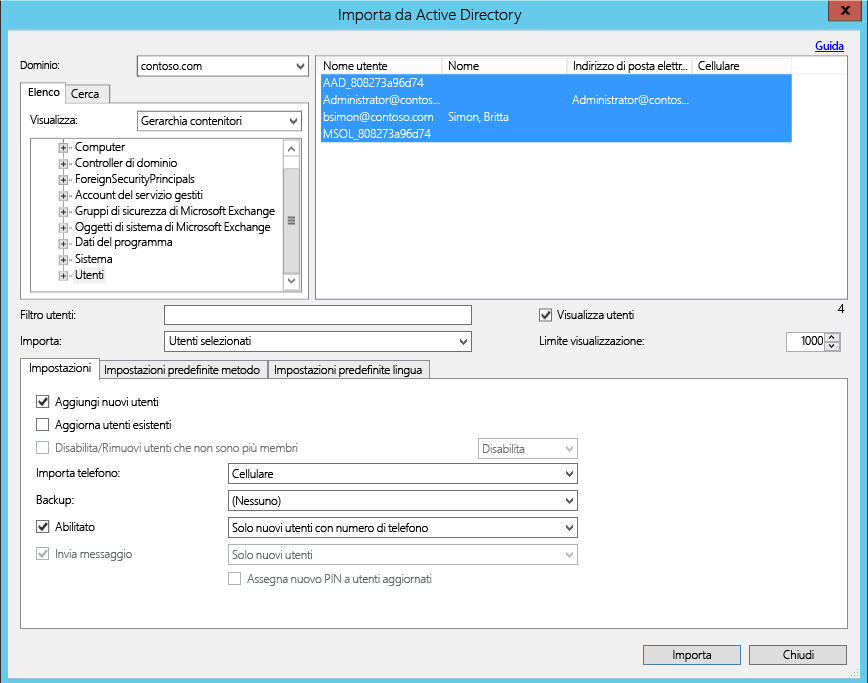 Importa da Active Directory
x
Guida
Dominio:
contoso.com
Elenco
Cerca
Visualizza:
Gerarchia contenitori
Computer
Controller di dominio
ForeignSecurityPrincipals
Account del servizio gestiti
Gruppi di sicurezza di Microsoft Exchange
Oggetti di sistema di Microsoft Exchange
Dati del programma
Sistema
Utenti
Nome utente Nome Indirizzo di posta elettr... Cellulare
AAD_808273a96d74
Administrator@contos... Administrator@contos...
bsimon@contoso.com Simon, Britta
MSOL_808273a96d74
Filtro utenti:
Visualizza utenti
4
Importa:
Utenti selezionati
Limite visualizzazione:
1000
Impostazioni
Impostazioni predefinite metodo
Impostazioni predefinite lingua
Aggiungi nuovi utenti
Aggiorna utenti esistenti
Disabilita/Rimuovi utenti che non sono più membri
Disabilita
Importa telefono:
Cellulare
Backup:
(Nessuno)
Abilitato
Solo nuovi utenti con numero di telefono
Invia messaggio
Solo nuovi utenti
Assegna nuovo PIN a utenti aggiornati
Importa
Chiudi